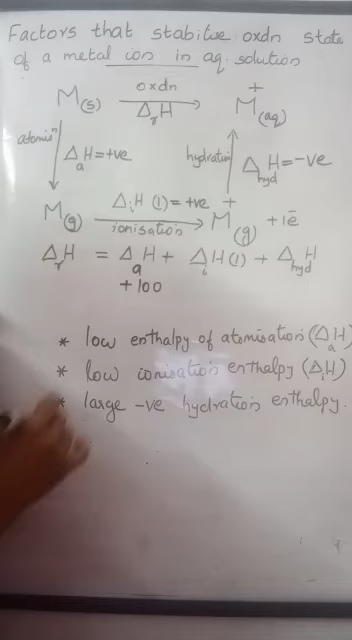 Factors that stabilise oxdn state
of a metal ion in aq. solution
M(s) oxdn ΔrH M+(aq)
atomisn ΔaH=+ve hydration ΔhydH=-ve
M(g) ΔiH(1)=+ve ionisation M+(g) +1ē
ΔrH = ΔaH + ΔiH(1) + ΔhydH
+100
* low enthalpy of atomisation (ΔaH)
* low ionisation enthalpy (ΔiH)
* large -ve hydration enthalpy.